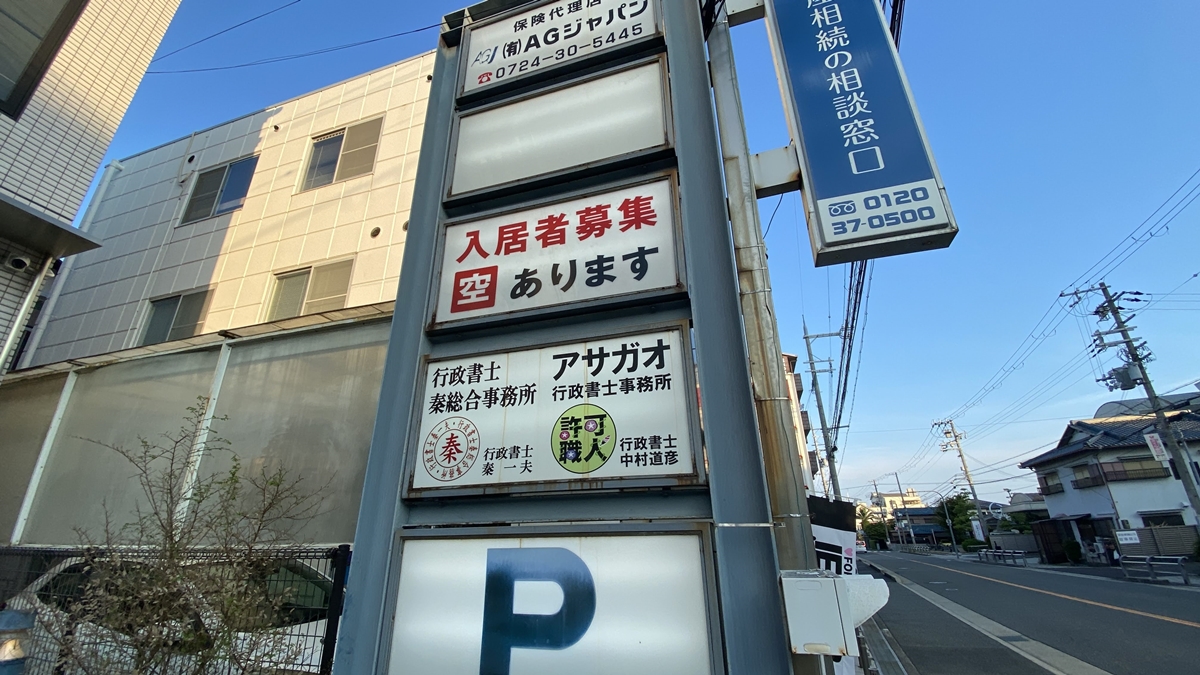 保険代理店
AGJ (有)AGジャパン
☎0724-30-5445
入居者募集
空 あります
行政書士
秦総合事務所
秦
行政書士
秦 一夫
アサガオ
行政書士事務所
許可
職人
行政書士
中村道彦
P
産相続の相談窓口
0120
37-0500